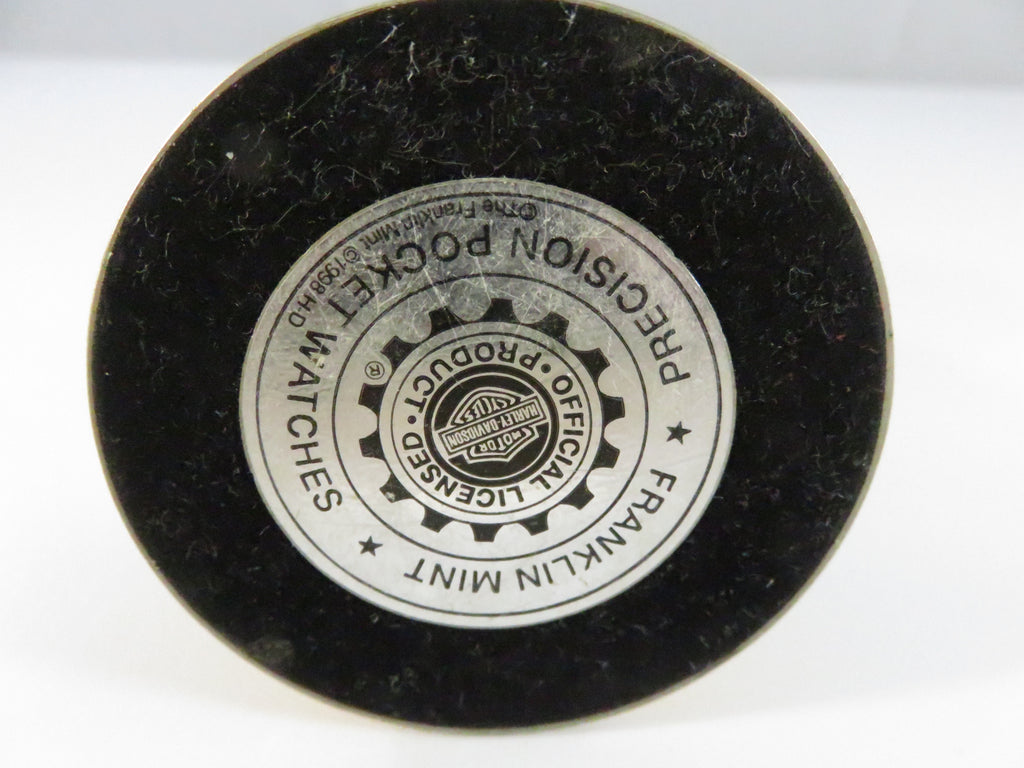 FRANKLIN MINT
★ PRECISION POCKET WATCHES ★
©The Franklin Mint ©1998 H-D
OFFICIAL LICENSED • PRODUCT •
®
MOTOR
HARLEY-DAVIDSON
CYCLES